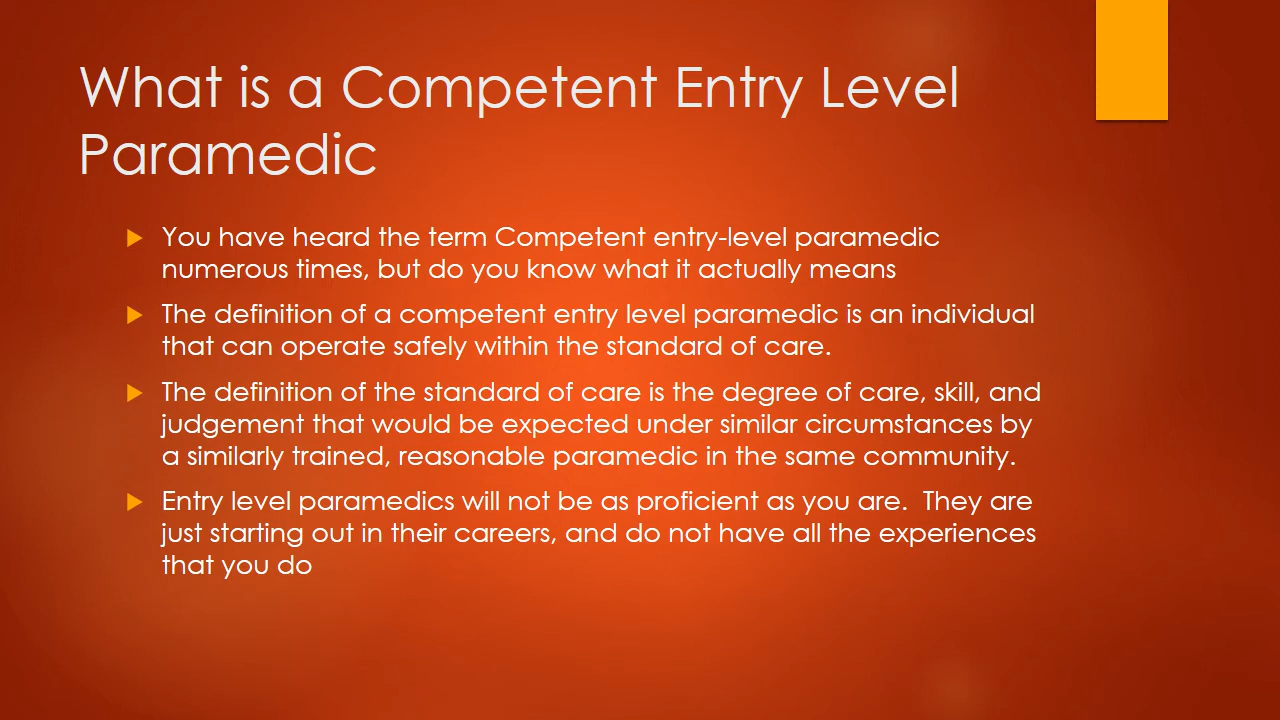 What is a Competent Entry Level
Paramedic
You have heard the term Competent entry-level paramedic
numerous times, but do you know what it actually means
The definition of a competent entry level paramedic is an individual
that can operate safely within the standard of care.
The definition of the standard of care is the degree of care, skill, and
judgement that would be expected under similar circumstances by
a similarly trained, reasonable paramedic in the same community.
Entry level paramedics will not be as proficient as you are.  They are
just starting out in their careers, and do not have all the experiences
that you do